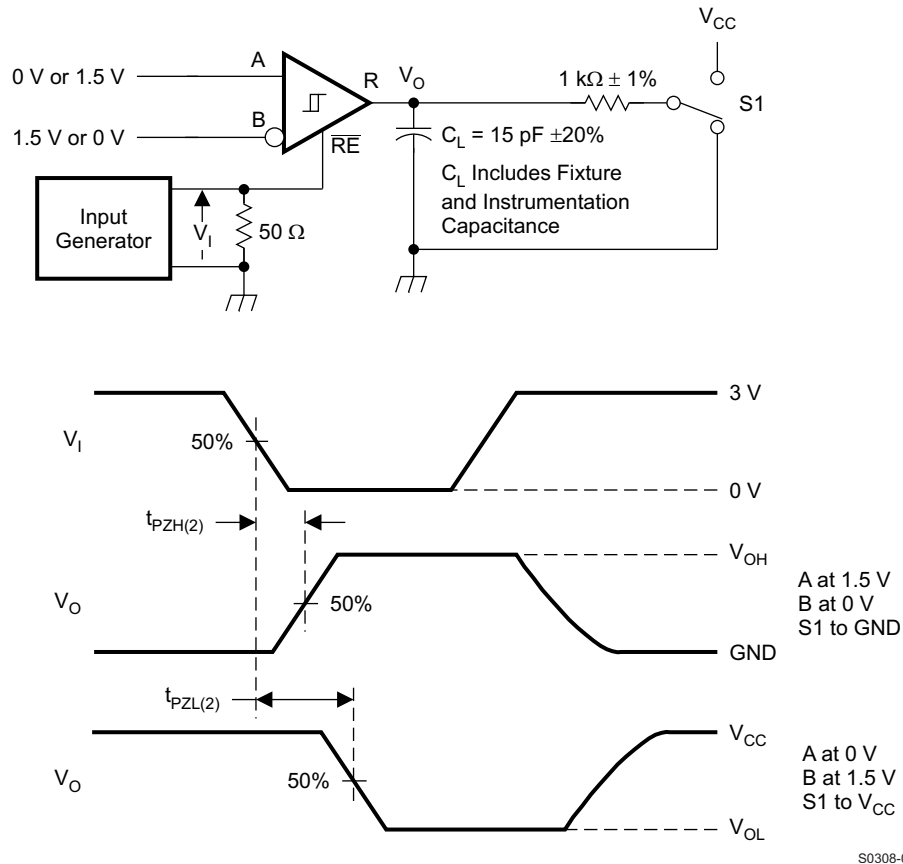 V_CC
0 V or 1.5 V
A
R
V_O
1 kΩ ± 1%
S1
B
1.5 V or 0 V
RE
C_L = 15 pF ±20%
C_L Includes Fixture
and Instrumentation
Capacitance
Input
Generator
V_I
50 Ω
3 V
V_I
50%
0 V
t_PZH(2)
V_OH
A at 1.5 V
B at 0 V
S1 to GND
V_O
50%
GND
t_PZL(2)
V_CC
A at 0 V
B at 1.5 V
S1 to V_CC
V_O
50%
V_OL